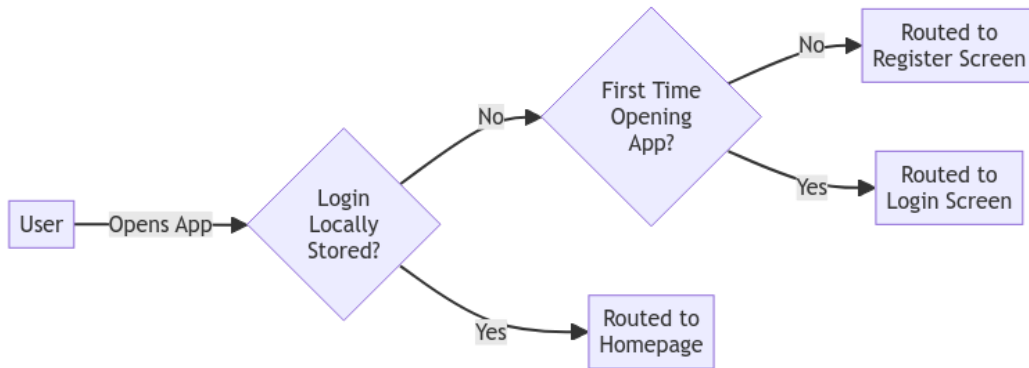 User
Opens App
Login
Locally
Stored?
No
First Time
Opening
App?
No
Routed to
Register Screen
Yes
Routed to
Login Screen
Yes
Routed to
Homepage